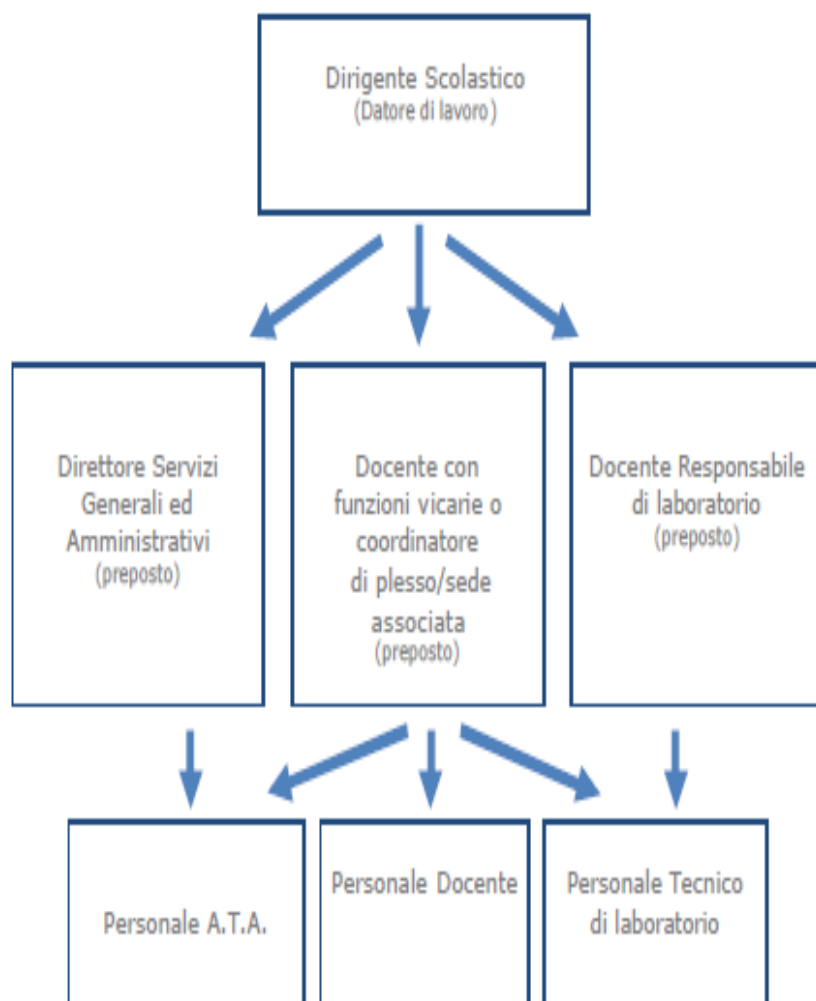 Dirigente Scolastico
(Datore di lavoro)
Direttore Servizi
Generali ed
Amministrativi
(preposto)
Docente con
funzioni vicarie o
coordinatore
di plesso/sede
associata
(preposto)
Docente Responsabile
di laboratorio
(preposto)
Personale A.T.A.
Personale Docente
Personale Tecnico
di laboratorio